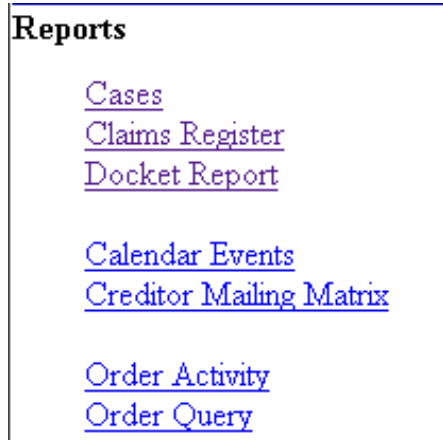 Reports
Cases
Claims Register
Docket Report
Calendar Events
Creditor Mailing Matrix
Order Activity
Order Query